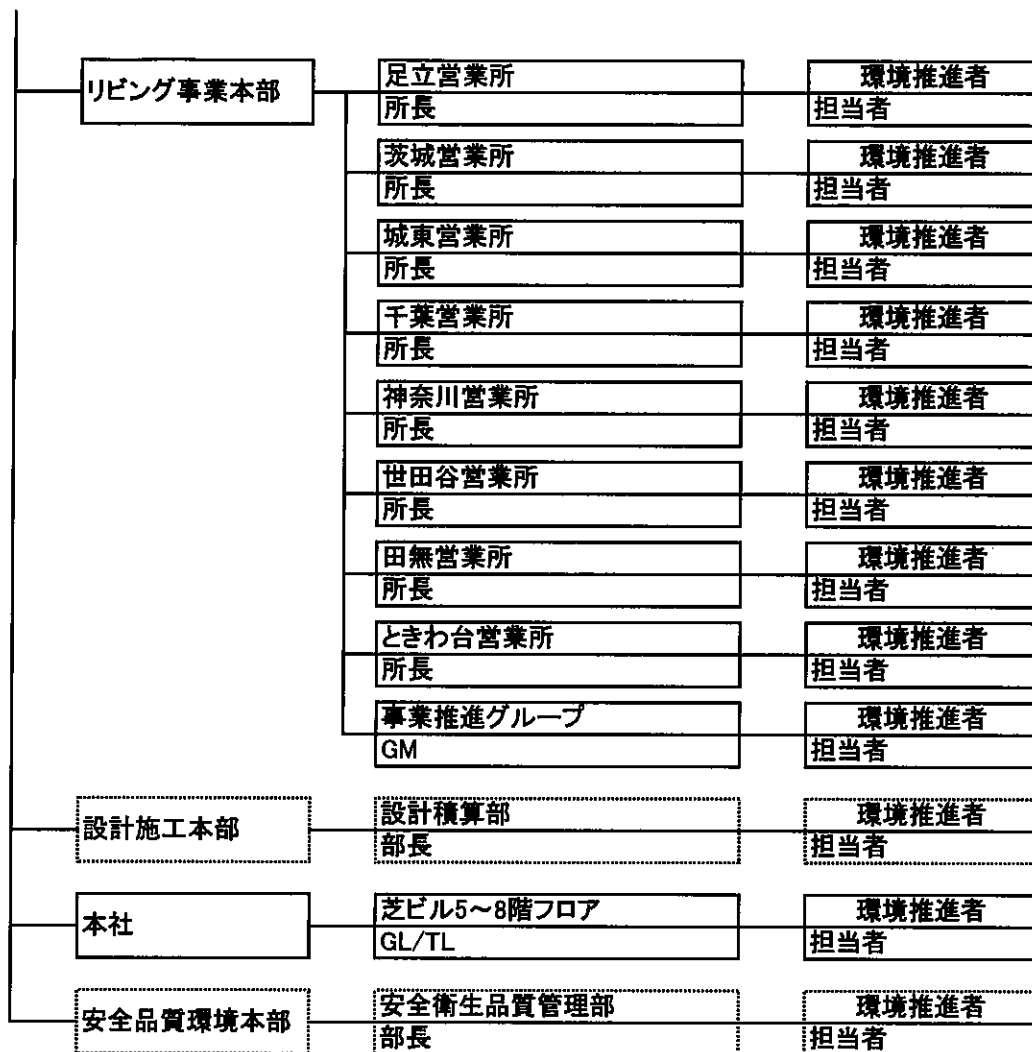 リビング事業本部
足立営業所
所長
環境推進者
担当者
茨城営業所
所長
環境推進者
担当者
城東営業所
所長
環境推進者
担当者
千葉営業所
所長
環境推進者
担当者
神奈川営業所
所長
環境推進者
担当者
世田谷営業所
所長
環境推進者
担当者
田無営業所
所長
環境推進者
担当者
ときわ台営業所
所長
環境推進者
担当者
事業推進グループ
GM
環境推進者
担当者
設計施工本部
設計積算部
部長
環境推進者
担当者
本社
芝ビル5～8階フロア
GL/TL
環境推進者
担当者
安全品質環境本部
安全衛生品質管理部
部長
環境推進者
担当者